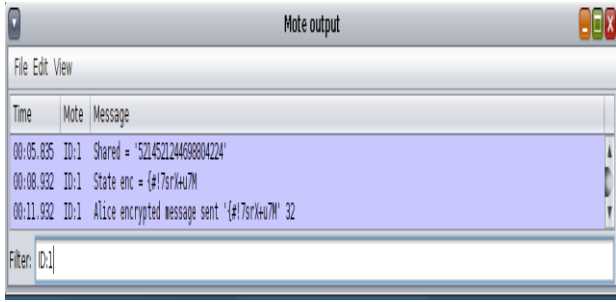 Mote output
File Edit View
Time Mote Message
00:05.835 ID:1 Shared = '5214521244698804224'
00:08.932 ID:1 State enc = {#!7srX+u7M
00:11.932 ID:1 Alice encrypted message sent '{#!7srX+u7M' 32
Filter: ID:1